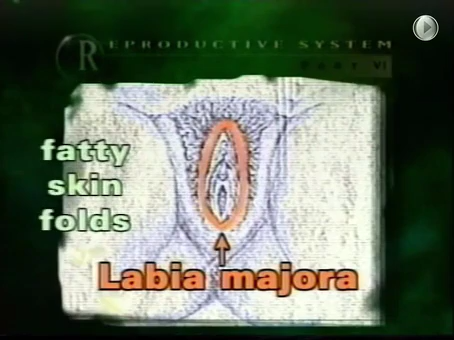 REPRODUCTIVE SYSTEM
PART VI
fatty
skin
folds
Labia majora